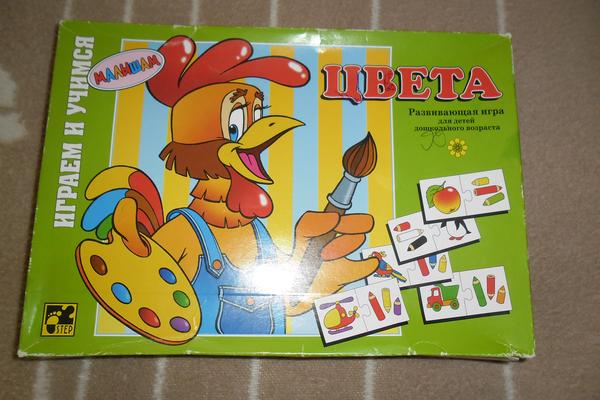 ИГРАЕМ И УЧИМСЯ
МАЛЫШАМ
ЦВЕТА
Развивающая игра
для детей
дошкольного возраста
STEP